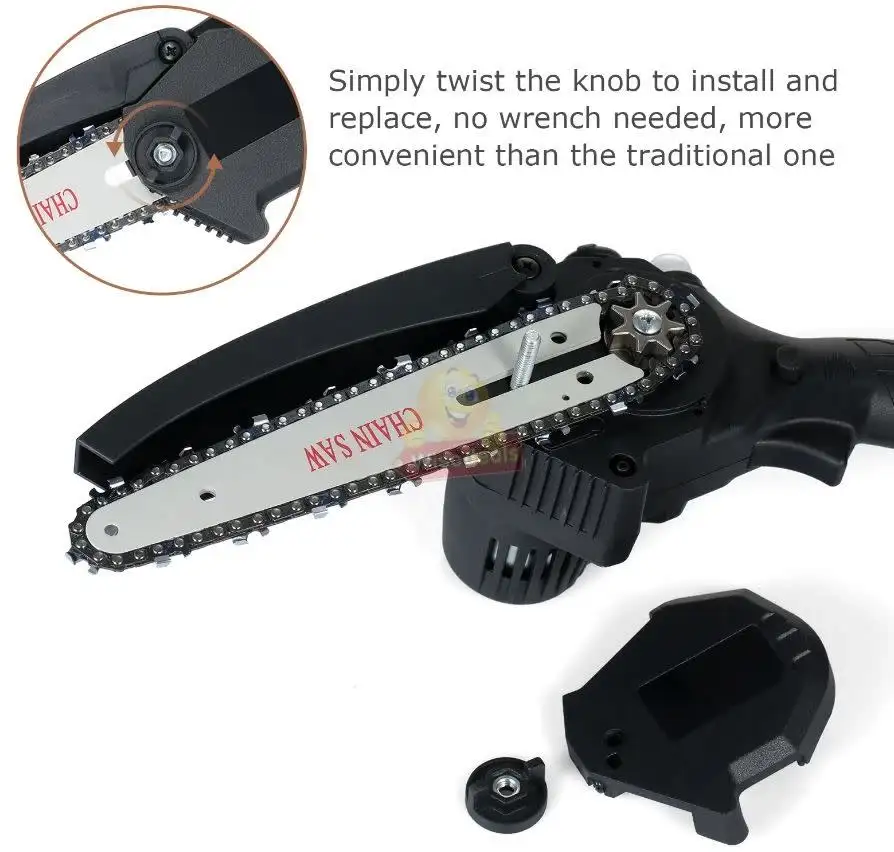 Simply twist the knob to install and
replace, no wrench needed, more
convenient than the traditional one
CHAI
CHAIN SAW